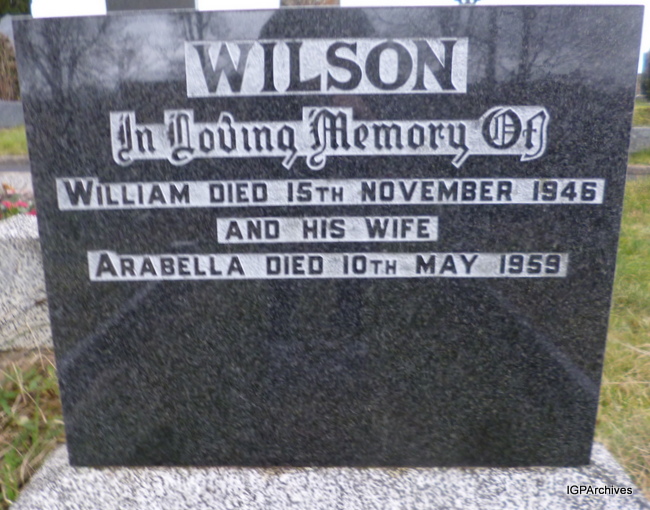 WILSON
In Loving Memory Of
WILLIAM DIED 15TH NOVEMBER 1946
AND HIS WIFE
ARABELLA DIED 10TH MAY 1959
IGPArchives